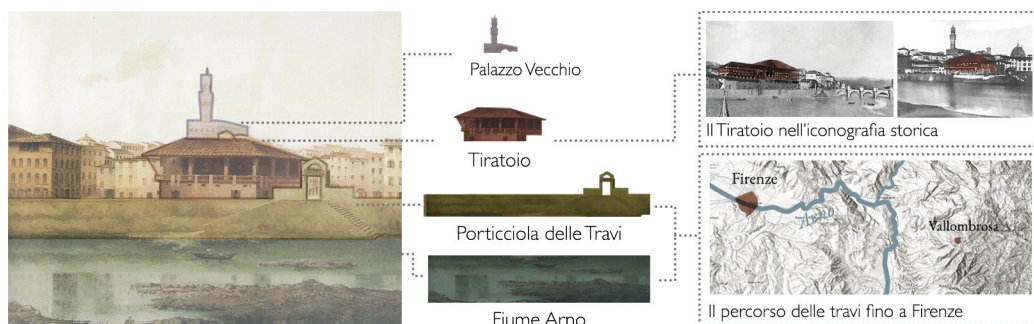 Palazzo Vecchio
Tiratoio
Porticciola delle Travi
Fiume Arno
Il Tiratoio nell'iconografia storica
Firenze
Arno
Vallombrosa
Il percorso delle travi fino a Firenze